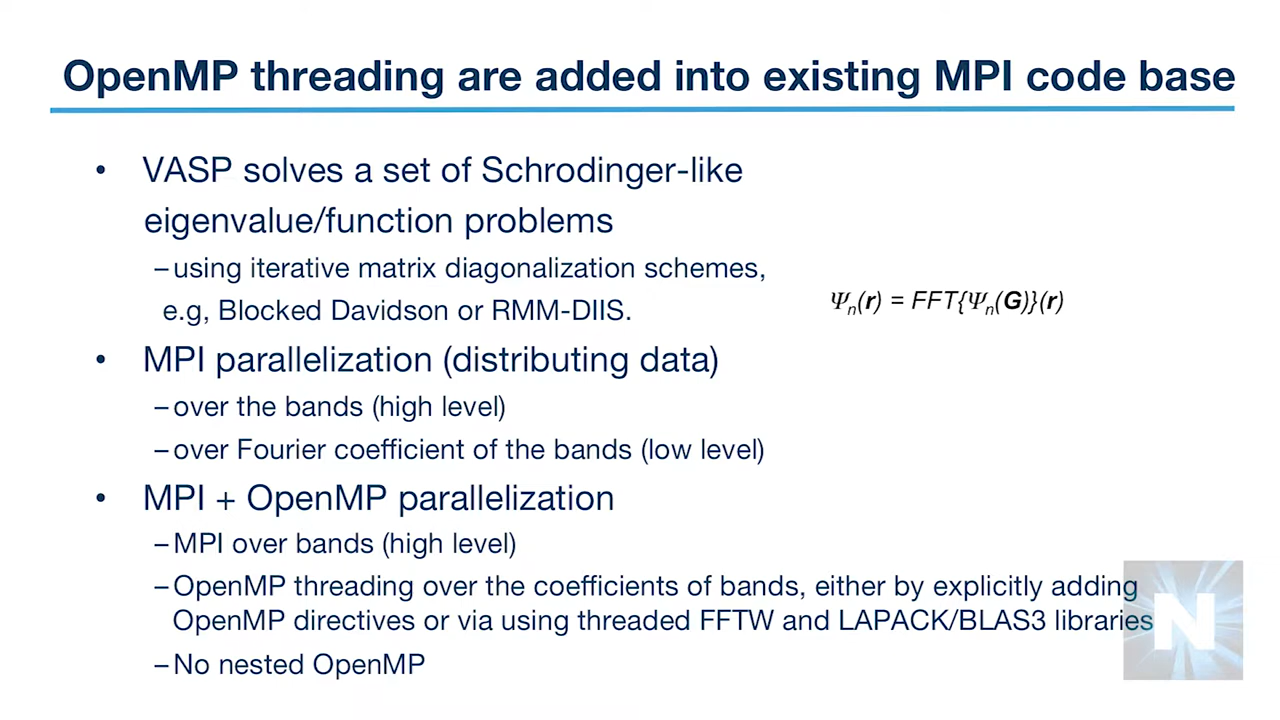 OpenMP threading are added into existing MPI code base
• VASP solves a set of Schrodinger-like
eigenvalue/function problems
–using iterative matrix diagonalization schemes,
e.g, Blocked Davidson or RMM-DIIS.
Ψn(r) = FFT{Ψn(G)}(r)
• MPI parallelization (distributing data)
–over the bands (high level)
–over Fourier coefficient of the bands (low level)
• MPI + OpenMP parallelization
–MPI over bands (high level)
–OpenMP threading over the coefficients of bands, either by explicitly adding
OpenMP directives or via using threaded FFTW and LAPACK/BLAS3 libraries
–No nested OpenMP
N